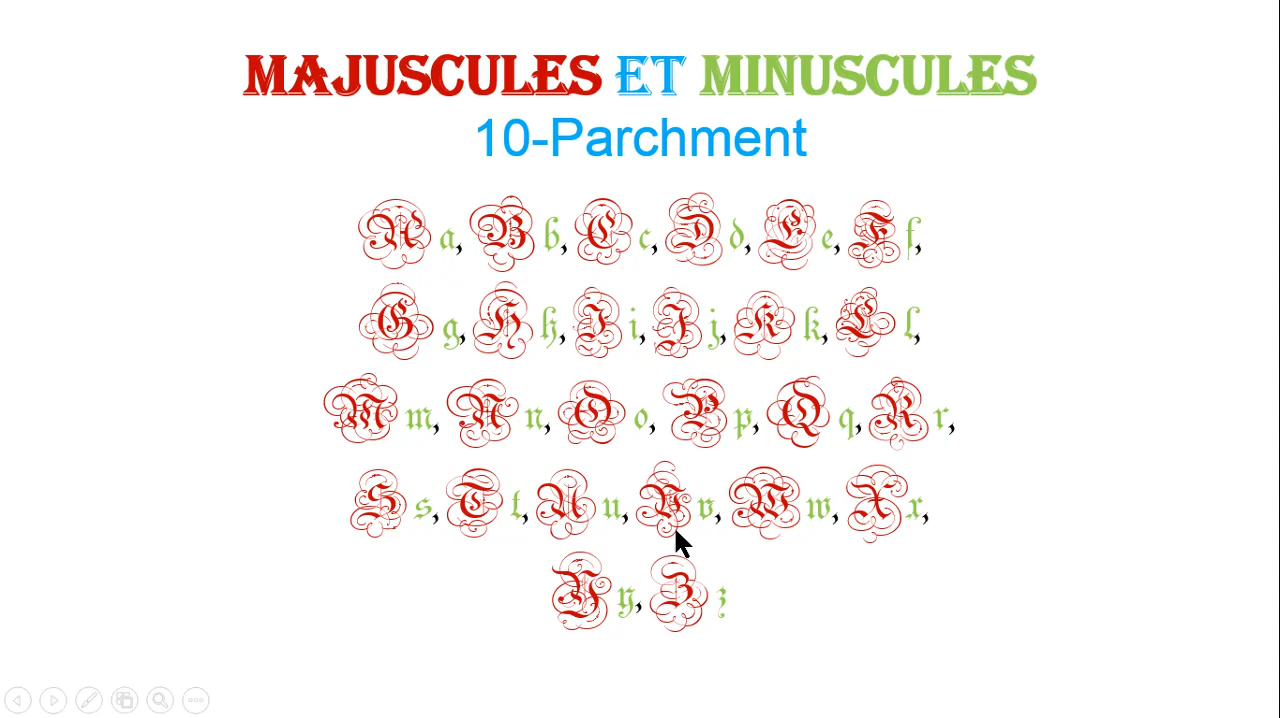 MAJUSCULES ET MINUSCULES
10-Parchment
A a, B b, C c, D d, E e, F f,
G g, H h, I i, J j, K k, L l,
M m, N n, O o, P p, Q q, R r,
S s, T t, U u, V v, W w, X x,
Y y, Z z